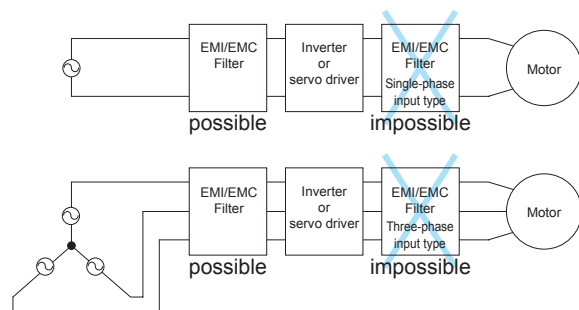 EMI/EMC
Filter
Inverter
or
servo driver
EMI/EMC
Filter
Single-phase
input type
Motor
possible
impossible
EMI/EMC
Filter
Inverter
or
servo driver
EMI/EMC
Filter
Three-phase
input type
Motor
possible
impossible